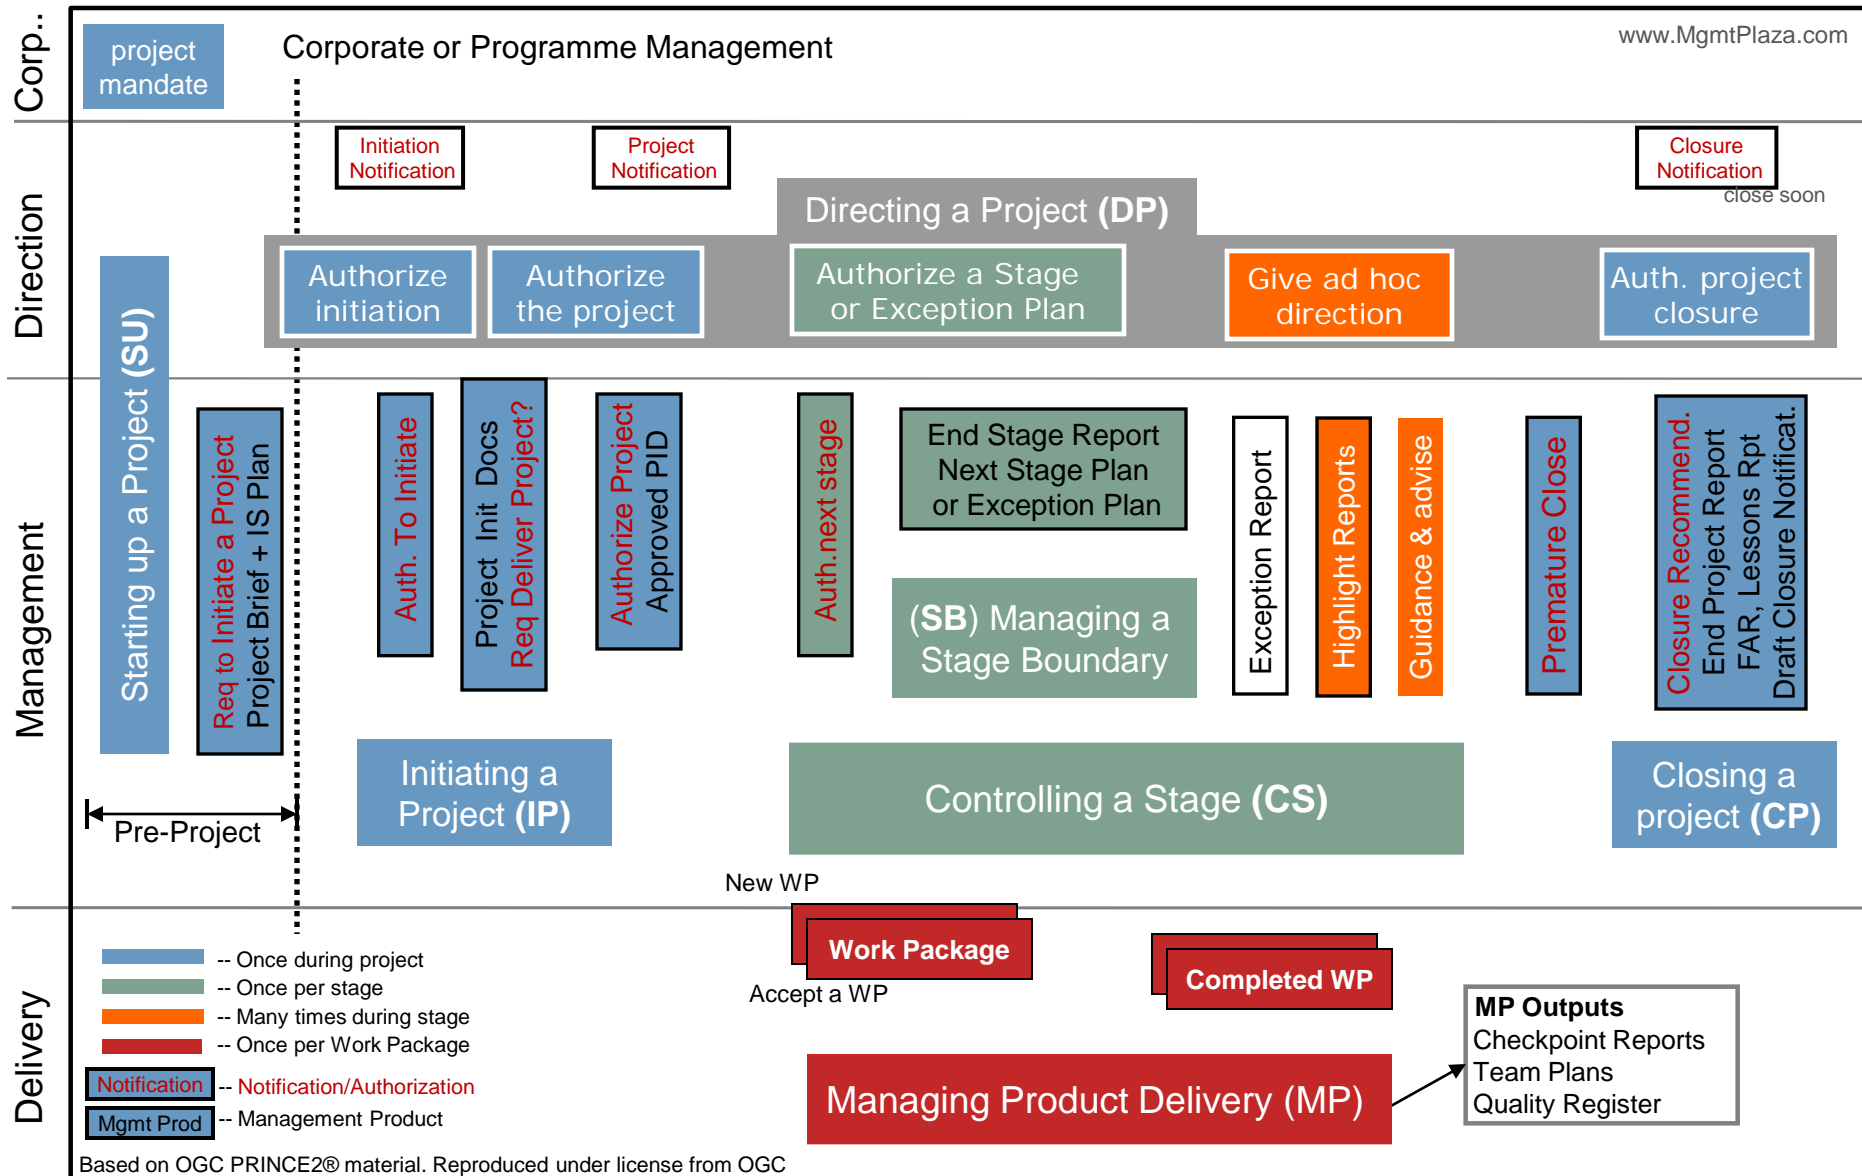 Corp..
project
mandate
Corporate or Programme Management
www.MgmtPlaza.com
Direction
Initiation
Notification
Project
Notification
Closure
Notification
close soon
Directing a Project (DP)
Authorize
initiation
Authorize
the project
Authorize a Stage
or Exception Plan
Give ad hoc
direction
Auth. project
closure
Management
Starting up a Project (SU)
Req to Initiate a Project
Project Brief + IS Plan
Auth. To Initiate
Project Init Docs
Req Deliver Project?
Authorize Project
Approved PID
Auth.next stage
End Stage Report
Next Stage Plan
or Exception Plan
(SB) Managing a
Stage Boundary
Exception Report
Highlight Reports
Guidance & advise
Premature Close
Closure Recommend.
End Project Report
FAR, Lessons Rpt
Draft Closure Notificat.
Pre-Project
Initiating a
Project (IP)
Controlling a Stage (CS)
Closing a
project (CP)
New WP
Delivery
Work Package
Accept a WP
Completed WP
-- Once during project
-- Once per stage
-- Many times during stage
-- Once per Work Package
Notification -- Notification/Authorization
Mgmt Prod -- Management Product
Managing Product Delivery (MP)
MP Outputs
Checkpoint Reports
Team Plans
Quality Register
Based on OGC PRINCE2® material. Reproduced under license from OGC